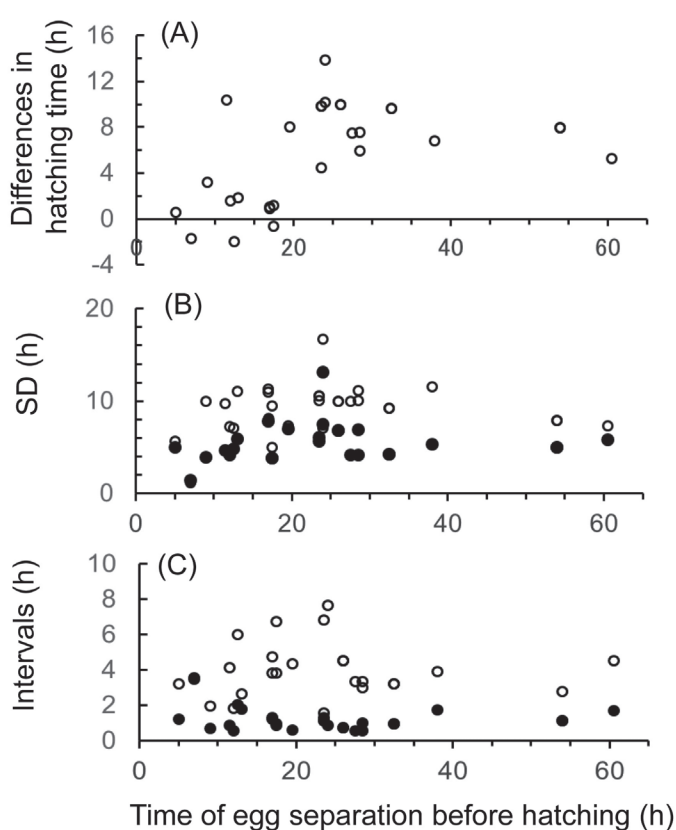 (A)
Differences in
hatching time (h)
16
12
8
4
0
-4
0 20 40 60
(B)
SD (h)
20
10
0
0 20 40 60
(C)
Intervals (h)
10
8
6
4
2
0
0 20 40 60
Time of egg separation before hatching (h)